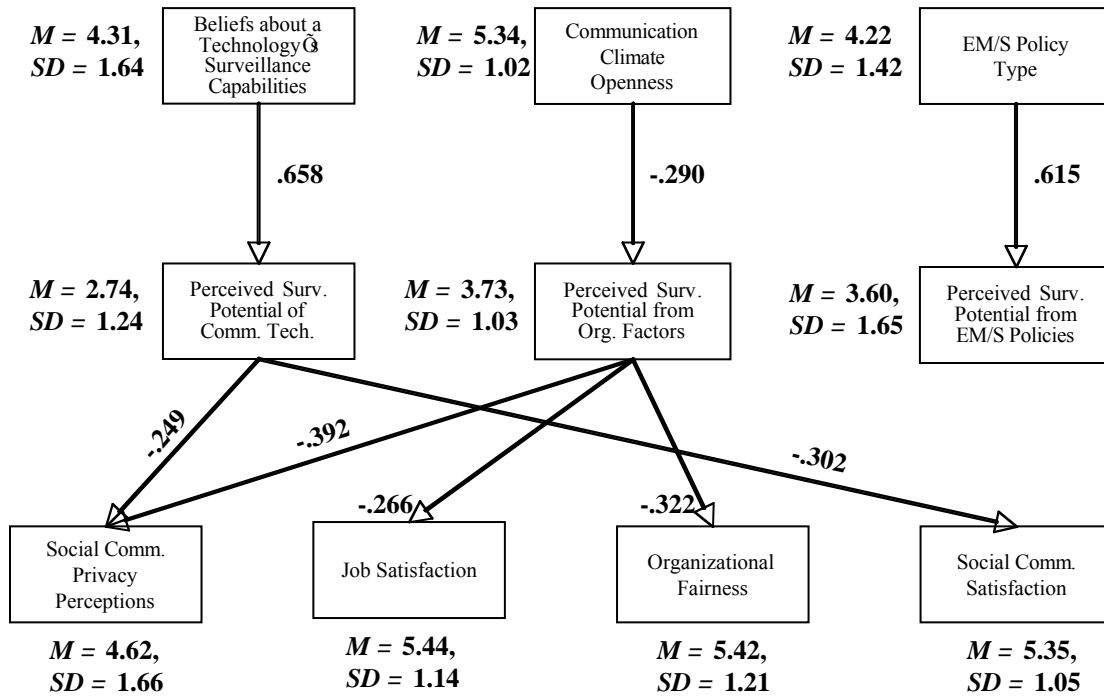 M = 4.31,
SD = 1.64
Beliefs about a
TechnologyÕs
Surveillance
Capabilities
M = 5.34,
SD = 1.02
Communication
Climate
Openness
M = 4.22
SD = 1.42
EM/S Policy
Type
.658
-.290
.615
M = 2.74,
SD = 1.24
Perceived Surv.
Potential of
Comm. Tech.
M = 3.73,
SD = 1.03
Perceived Surv.
Potential from
Org. Factors
M = 3.60,
SD = 1.65
Perceived Surv.
Potential from
EM/S Policies
-.249
-.392
-.302
-.266
-.322
Social Comm.
Privacy
Perceptions
Job Satisfaction
Organizational
Fairness
Social Comm.
Satisfaction
M = 4.62,
SD = 1.66
M = 5.44,
SD = 1.14
M = 5.42,
SD = 1.21
M = 5.35,
SD = 1.05